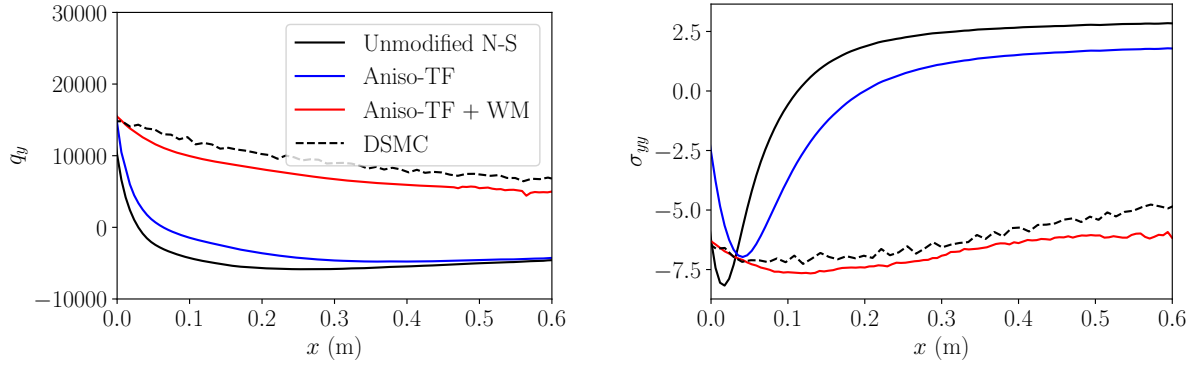 30000
20000
10000
0
−10000
q_y
0.0 0.1 0.2 0.3 0.4 0.5 0.6
x (m)
Unmodified N-S
Aniso-TF
Aniso-TF + WM
DSMC
2.5
0.0
−2.5
−5.0
−7.5
σ_yy
0.0 0.1 0.2 0.3 0.4 0.5 0.6
x (m)